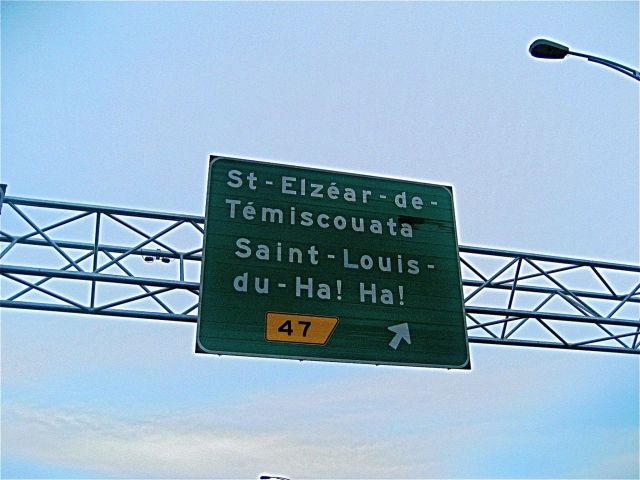 St-Elzéar-de-
Témiscouata
Saint-Louis-
du-Ha! Ha!
47